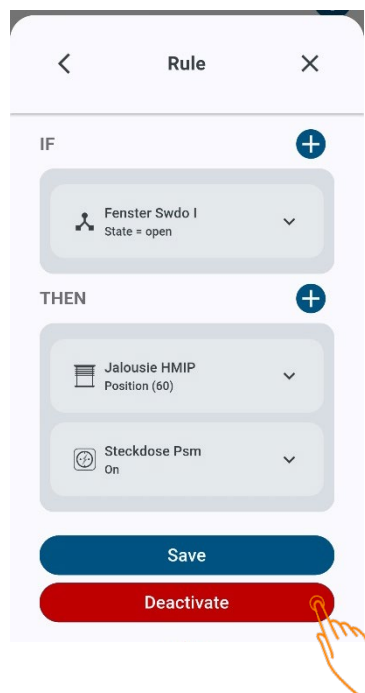 Rule
IF
Fenster Swdo I
State = open
THEN
Jalousie HMIP
Position (60)
Steckdose Psm
On
Save
Deactivate